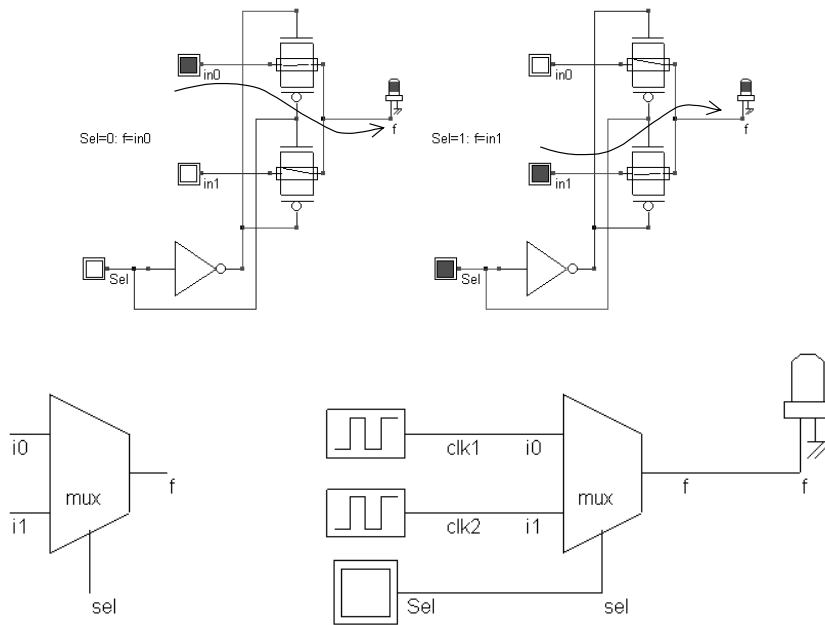 in0
Sel=0: f=in0
f
in1
Sel
in0
Sel=1: f=in1
f
in1
Sel
i0
mux
f
i1
sel
clk1
i0
mux
f
f
clk2
i1
Sel
sel